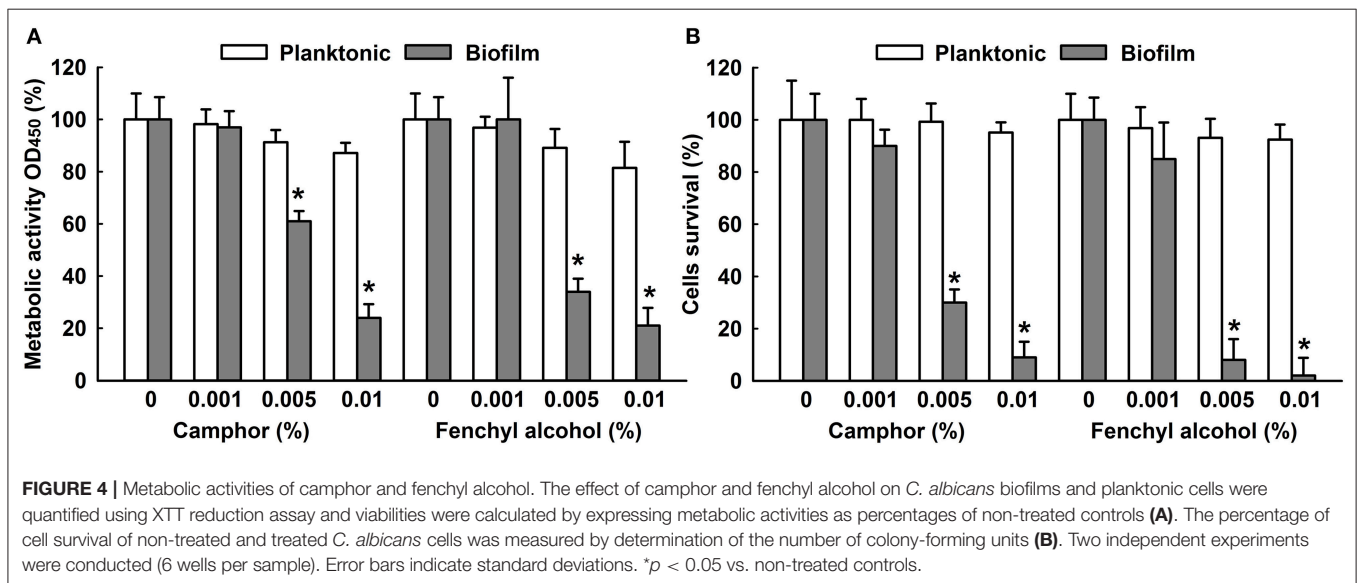 A
Planktonic Biofilm
Metabolic activity OD450 (%)
120
100
80
60
40
20
0
* * * *
0 0.001 0.005 0.01 0 0.001 0.005 0.01
Camphor (%) Fenchyl alcohol (%)
B
Planktonic Biofilm
Cells survival (%)
120
100
80
60
40
20
0
* * * *
0 0.001 0.005 0.01 0 0.001 0.005 0.01
Camphor (%) Fenchyl alcohol (%)
FIGURE 4 | Metabolic activities of camphor and fenchyl alcohol. The effect of camphor and fenchyl alcohol on C. albicans biofilms and planktonic cells were
quantified using XTT reduction assay and viabilities were calculated by expressing metabolic activities as percentages of non-treated controls (A). The percentage of
cell survival of non-treated and treated C. albicans cells was measured by determination of the number of colony-forming units (B). Two independent experiments
were conducted (6 wells per sample). Error bars indicate standard deviations. *p < 0.05 vs. non-treated controls.